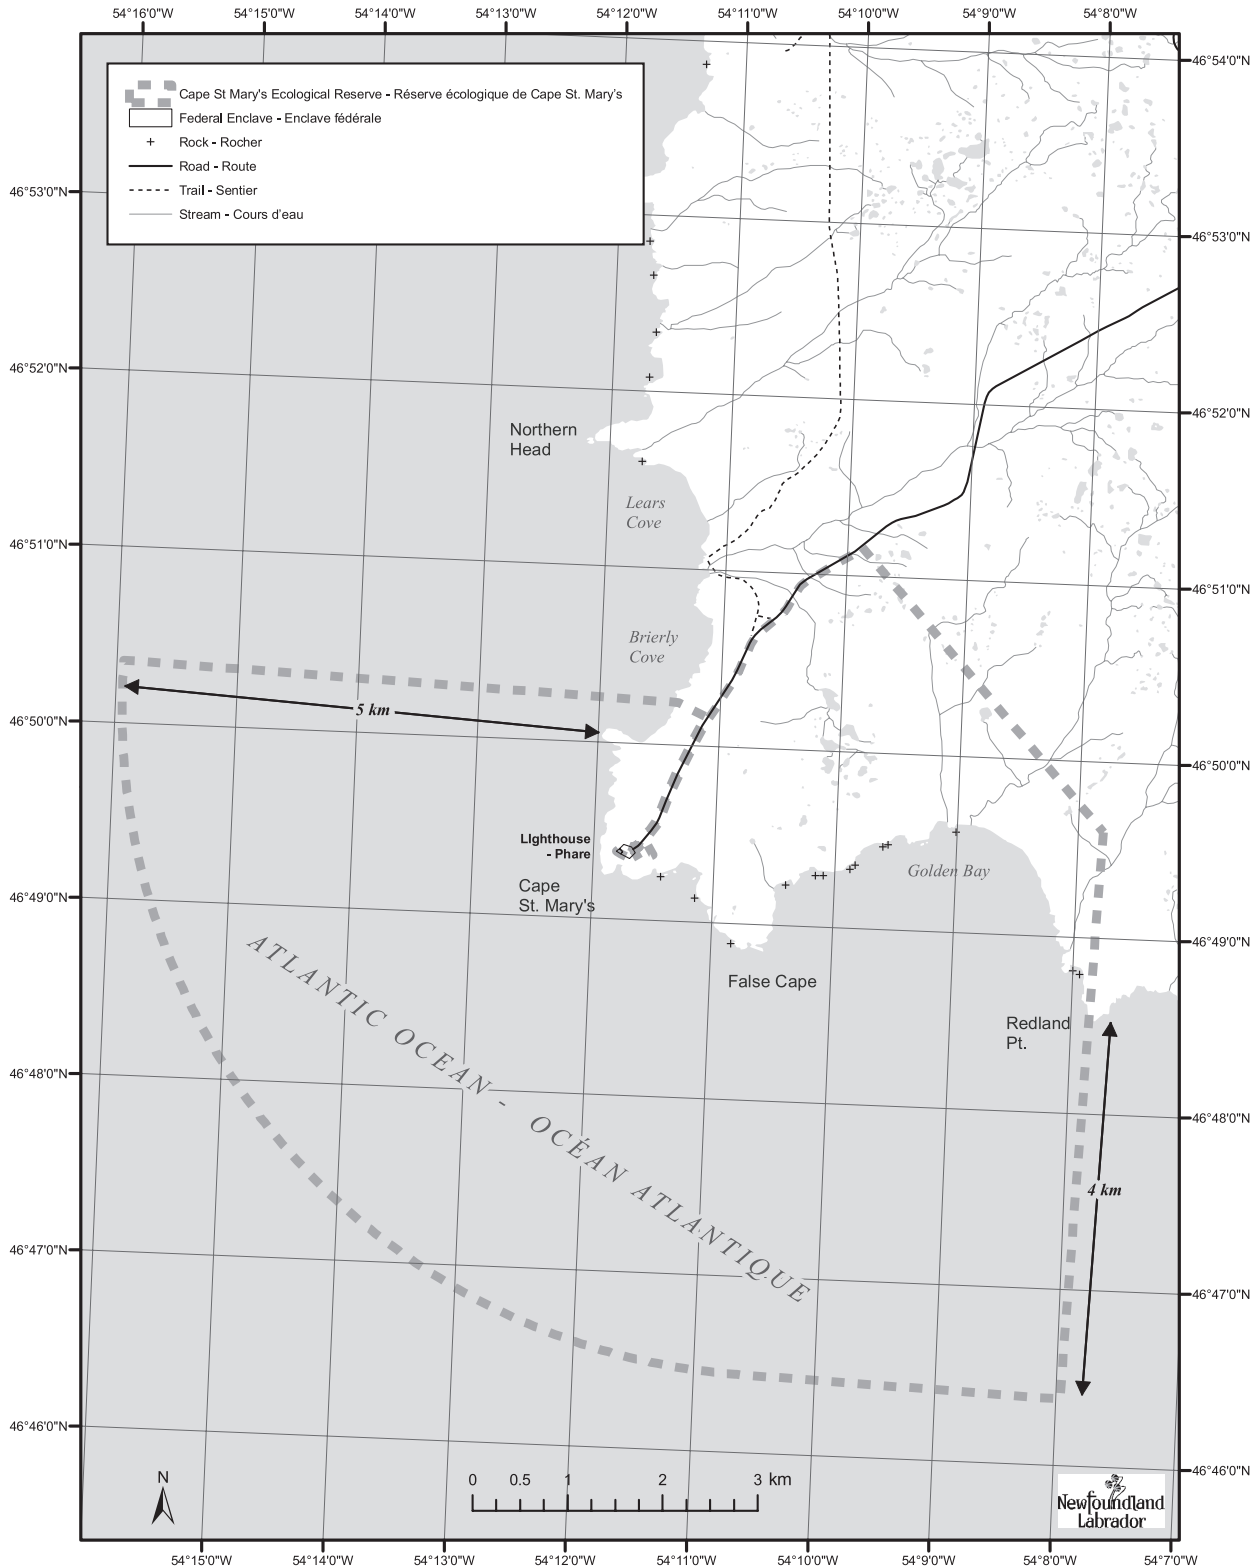 54°16'0"W 54°15'0"W 54°14'0"W 54°13'0"W 54°12'0"W 54°11'0"W 54°10'0"W 54°9'0"W 54°8'0"W
46°54'0"N
Cape St Mary's Ecological Reserve - Réserve écologique de Cape St. Mary's
Federal Enclave - Enclave fédérale
Rock - Rocher
Road - Route
Trail - Sentier
Stream - Cours d'eau
46°53'0"N
46°53'0"N
46°52'0"N
46°52'0"N
Northern
Head
Lears
Cove
46°51'0"N
46°51'0"N
Brierly
Cove
5 km
46°50'0"N
46°50'0"N
LIghthouse
- Phare
Golden Bay
Cape
St. Mary's
46°49'0"N
46°49'0"N
False Cape
Redland
Pt.
ATLANTIC OCEAN - OCÉAN ATLANTIQUE
46°48'0"N
46°48'0"N
4 km
46°47'0"N
46°47'0"N
46°46'0"N
46°46'0"N
N
0 0.5 1 2 3 km
Newfoundland
Labrador
54°15'0"W 54°14'0"W 54°13'0"W 54°12'0"W 54°11'0"W 54°10'0"W 54°9'0"W 54°8'0"W 54°7'0"W